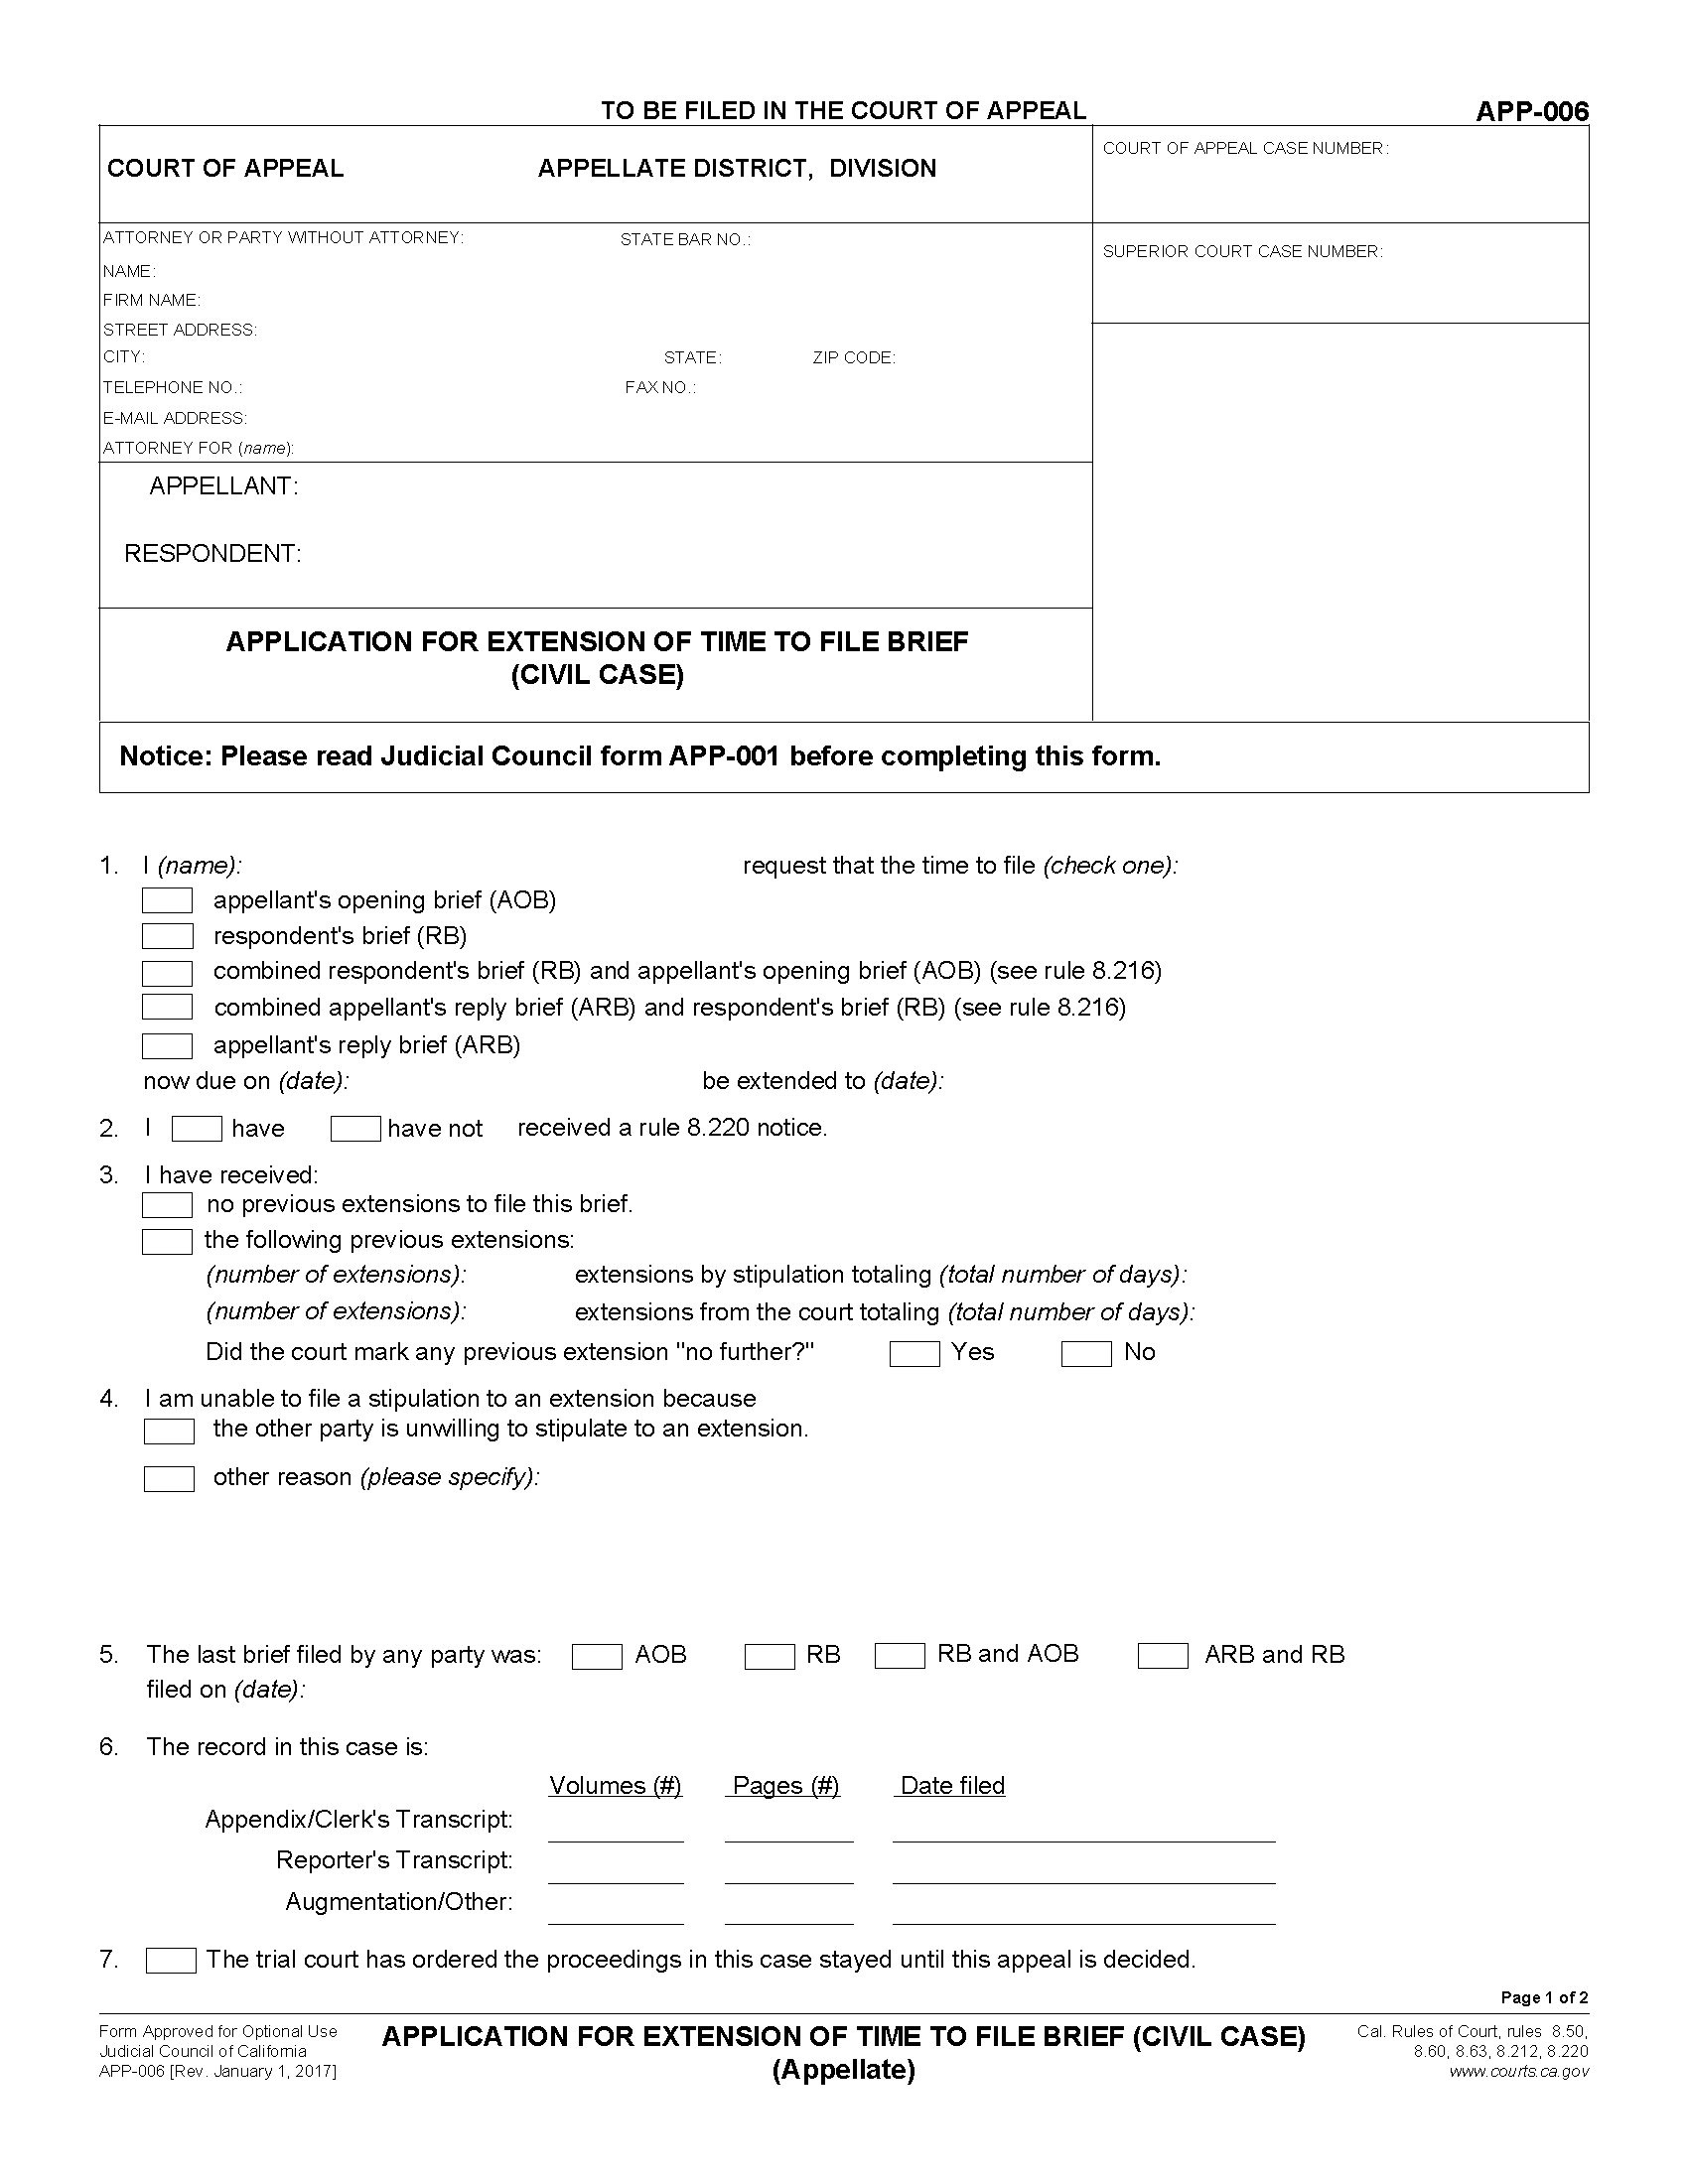 TO BE FILED IN THE COURT OF APPEAL APP-006
COURT OF APPEAL APPELLATE DISTRICT, DIVISION
COURT OF APPEAL CASE NUMBER:
ATTORNEY OR PARTY WITHOUT ATTORNEY: STATE BAR NO.:
NAME:
FIRM NAME:
STREET ADDRESS:
CITY: STATE: ZIP CODE:
TELEPHONE NO.: FAX NO.:
E-MAIL ADDRESS:
ATTORNEY FOR (name):
SUPERIOR COURT CASE NUMBER:
APPELLANT:
RESPONDENT:
APPLICATION FOR EXTENSION OF TIME TO FILE BRIEF
(CIVIL CASE)
Notice: Please read Judicial Council form APP-001 before completing this form.
1. I (name): request that the time to file (check one):
appellant's opening brief (AOB)
respondent's brief (RB)
combined respondent's brief (RB) and appellant's opening brief (AOB) (see rule 8.216)
combined appellant's reply brief (ARB) and respondent's brief (RB) (see rule 8.216)
appellant's reply brief (ARB)
now due on (date): be extended to (date):
2. I have have not received a rule 8.220 notice.
3. I have received:
no previous extensions to file this brief.
the following previous extensions:
(number of extensions): extensions by stipulation totaling (total number of days):
(number of extensions): extensions from the court totaling (total number of days):
Did the court mark any previous extension "no further?" Yes No
4. I am unable to file a stipulation to an extension because
the other party is unwilling to stipulate to an extension.
other reason (please specify):
5. The last brief filed by any party was: AOB RB RB and AOB ARB and RB
filed on (date):
6. The record in this case is:
Volumes (#) Pages (#) Date filed
Appendix/Clerk's Transcript:
Reporter's Transcript:
Augmentation/Other:
7. The trial court has ordered the proceedings in this case stayed until this appeal is decided.
Page 1 of 2
Form Approved for Optional Use
Judicial Council of California
APP-006 [Rev. January 1, 2017]
APPLICATION FOR EXTENSION OF TIME TO FILE BRIEF (CIVIL CASE)
(Appellate)
Cal. Rules of Court, rules 8.50,
8.60, 8.63, 8.212, 8.220
www.courts.ca.gov